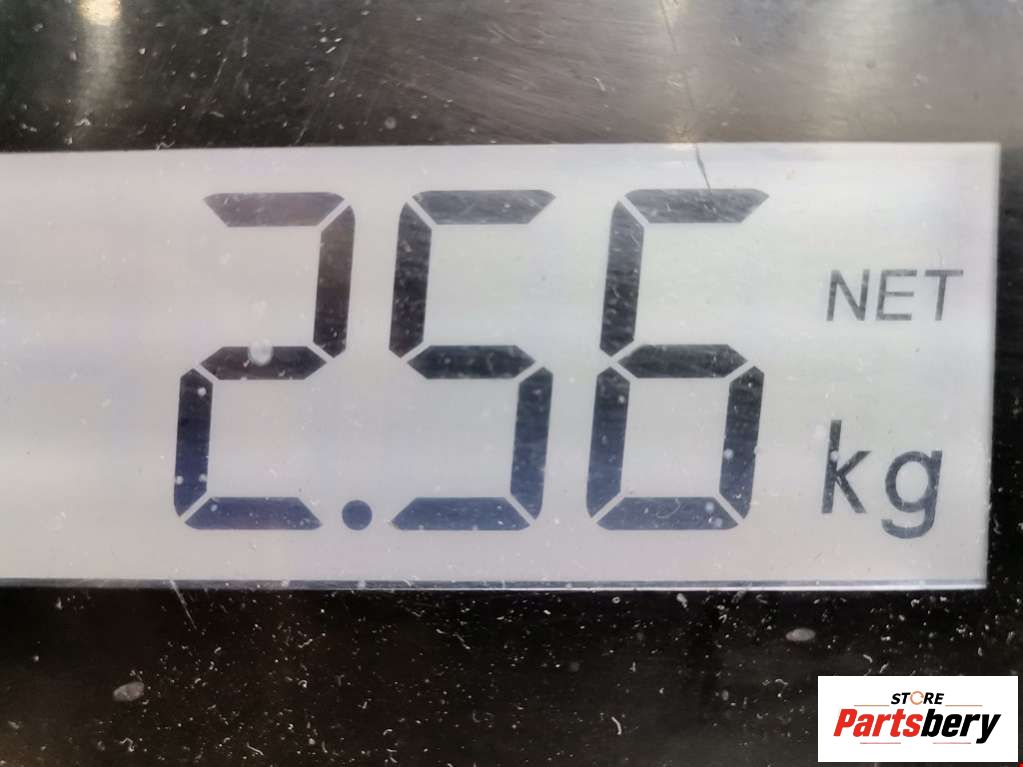 2.56
NET
kg
STORE
Partsbery